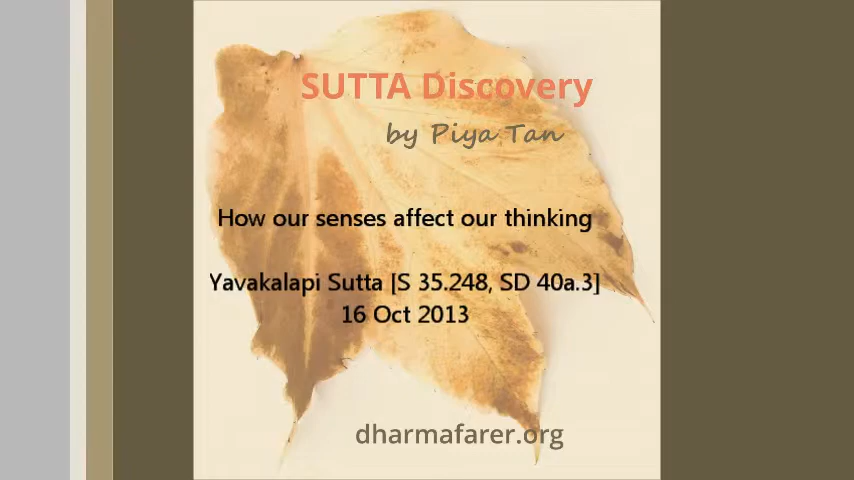 SUTTA Discovery
by Piya Tan
How our senses affect our thinking
Yavakalapi Sutta [S 35.248, SD 40a.3]
16 Oct 2013
dharmafarer.org